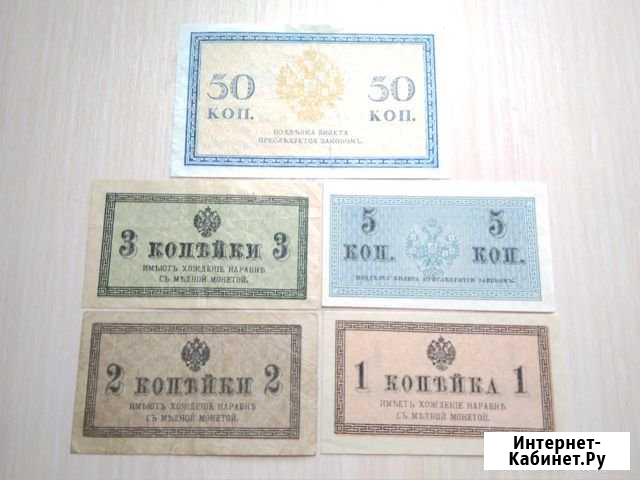 50 50
КОП. КОП.
ПОДДѢЛКА БИЛЕТА
ПРЕСЛѢДУЕТСЯ ЗАКОНОМЪ.
3 КОПѢЙКИ 3
ИМѢЮТЪ ХОЖДЕНІЕ НАРАВНѢ
СЪ МѢДНОЙ МОНЕТОЙ.
5 5
КОП. КОП.
ПОДДѢЛКА БИЛЕТА ПРЕСЛѢДУЕТСЯ ЗАКОНОМЪ.
2 КОПѢЙКИ 2
ИМѢЮТЪ ХОЖДЕНІЕ НАРАВНѢ
СЪ МѢДНОЙ МОНЕТОЙ.
1 КОПѢЙКА 1
ИМѢЕТЪ ХОЖДЕНІЕ НАРАВНѢ
СЪ МѢДНОЙ МОНЕТОЙ.
Интернет-
Кабинет.Ру